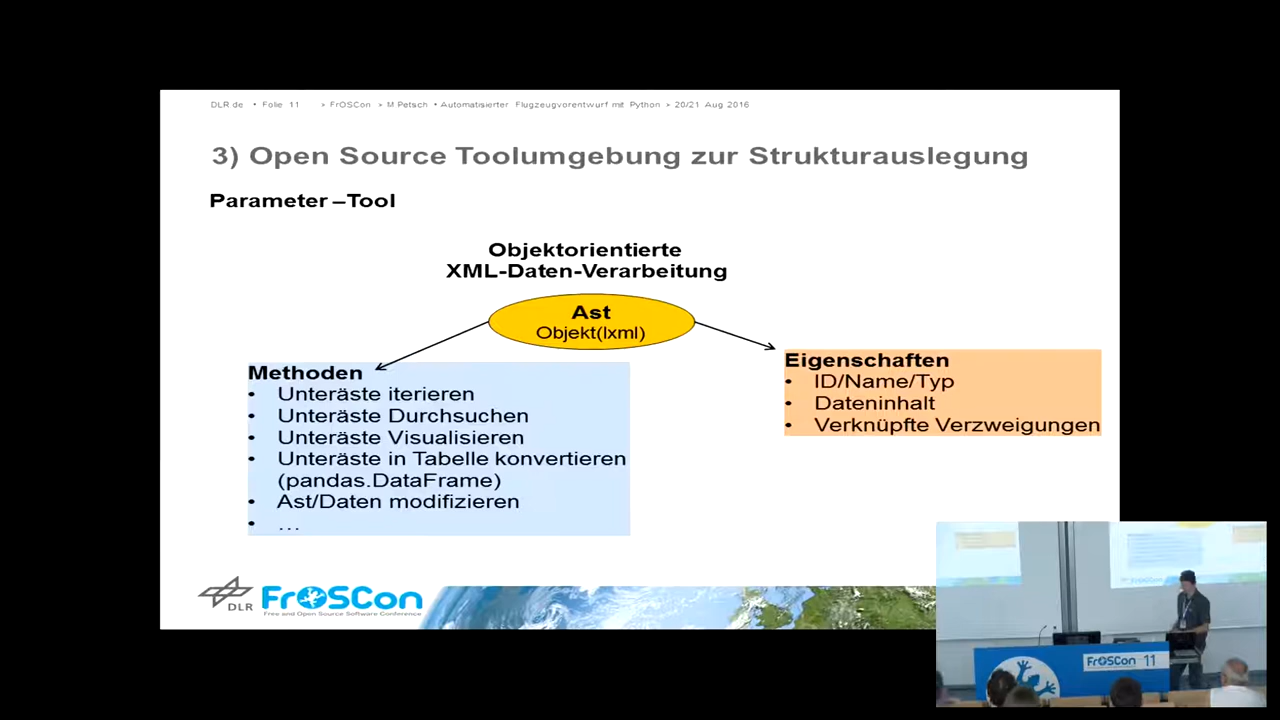 DLR de • Folie 11 > FrOSCon > M Petsch • Automatisierter Flugzeugvorentwurf mit Python > 20/21 Aug 2016
3) Open Source Toolumgebung zur Strukturauslegung
Parameter –Tool
Objektorientierte
XML-Daten-Verarbeitung
Ast
Objekt(lxml)
Methoden
• Unteräste iterieren
• Unteräste Durchsuchen
• Unteräste Visualisieren
• Unteräste in Tabelle konvertieren
(pandas.DataFrame)
• Ast/Daten modifizieren
• ...
Eigenschaften
• ID/Name/Typ
• Dateninhalt
• Verknüpfte Verzweigungen
DLR
FrOSCon
Free and Open Source Software Conference
FrOSCon 11